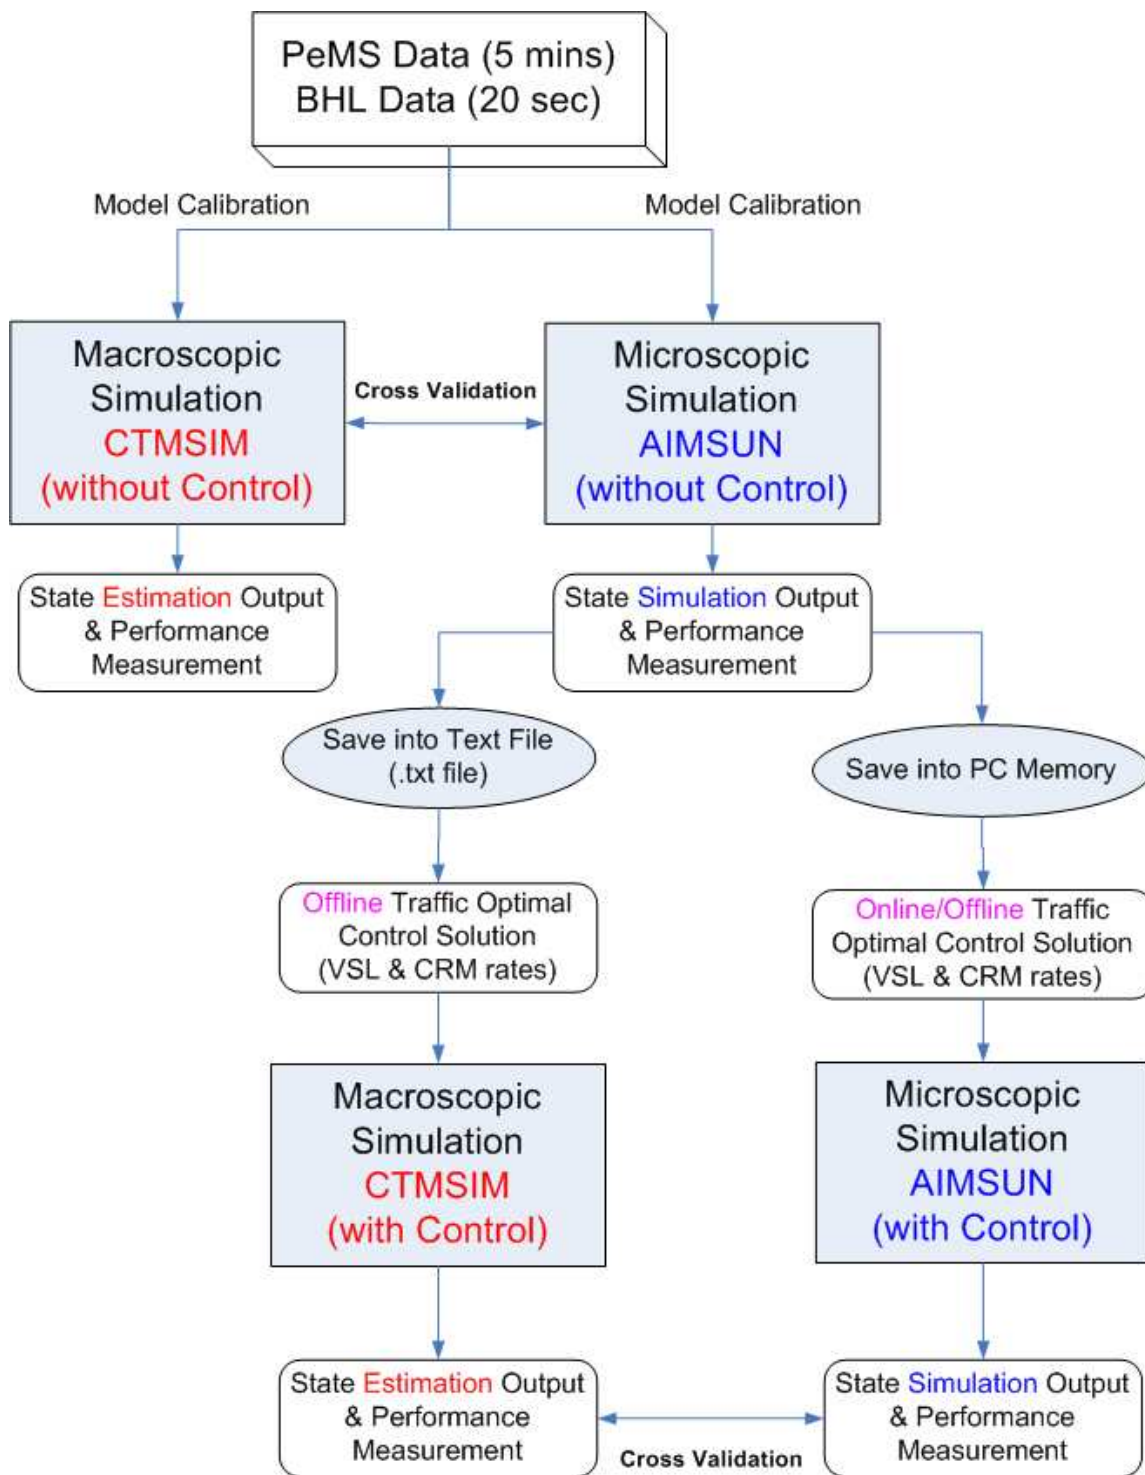 PeMS Data (5 mins)
BHL Data (20 sec)
Model Calibration
Model Calibration
Macroscopic
Simulation
CTMSIM
(without Control)
Cross Validation
Microscopic
Simulation
AIMSUN
(without Control)
State Estimation Output
& Performance
Measurement
State Simulation Output
& Performance
Measurement
Save into Text File
(.txt file)
Save into PC Memory
Offline Traffic Optimal
Control Solution
(VSL & CRM rates)
Online/Offline Traffic
Optimal Control Solution
(VSL & CRM rates)
Macroscopic
Simulation
CTMSIM
(with Control)
Microscopic
Simulation
AIMSUN
(with Control)
State Estimation Output
& Performance
Measurement
Cross Validation
State Simulation Output
& Performance
Measurement